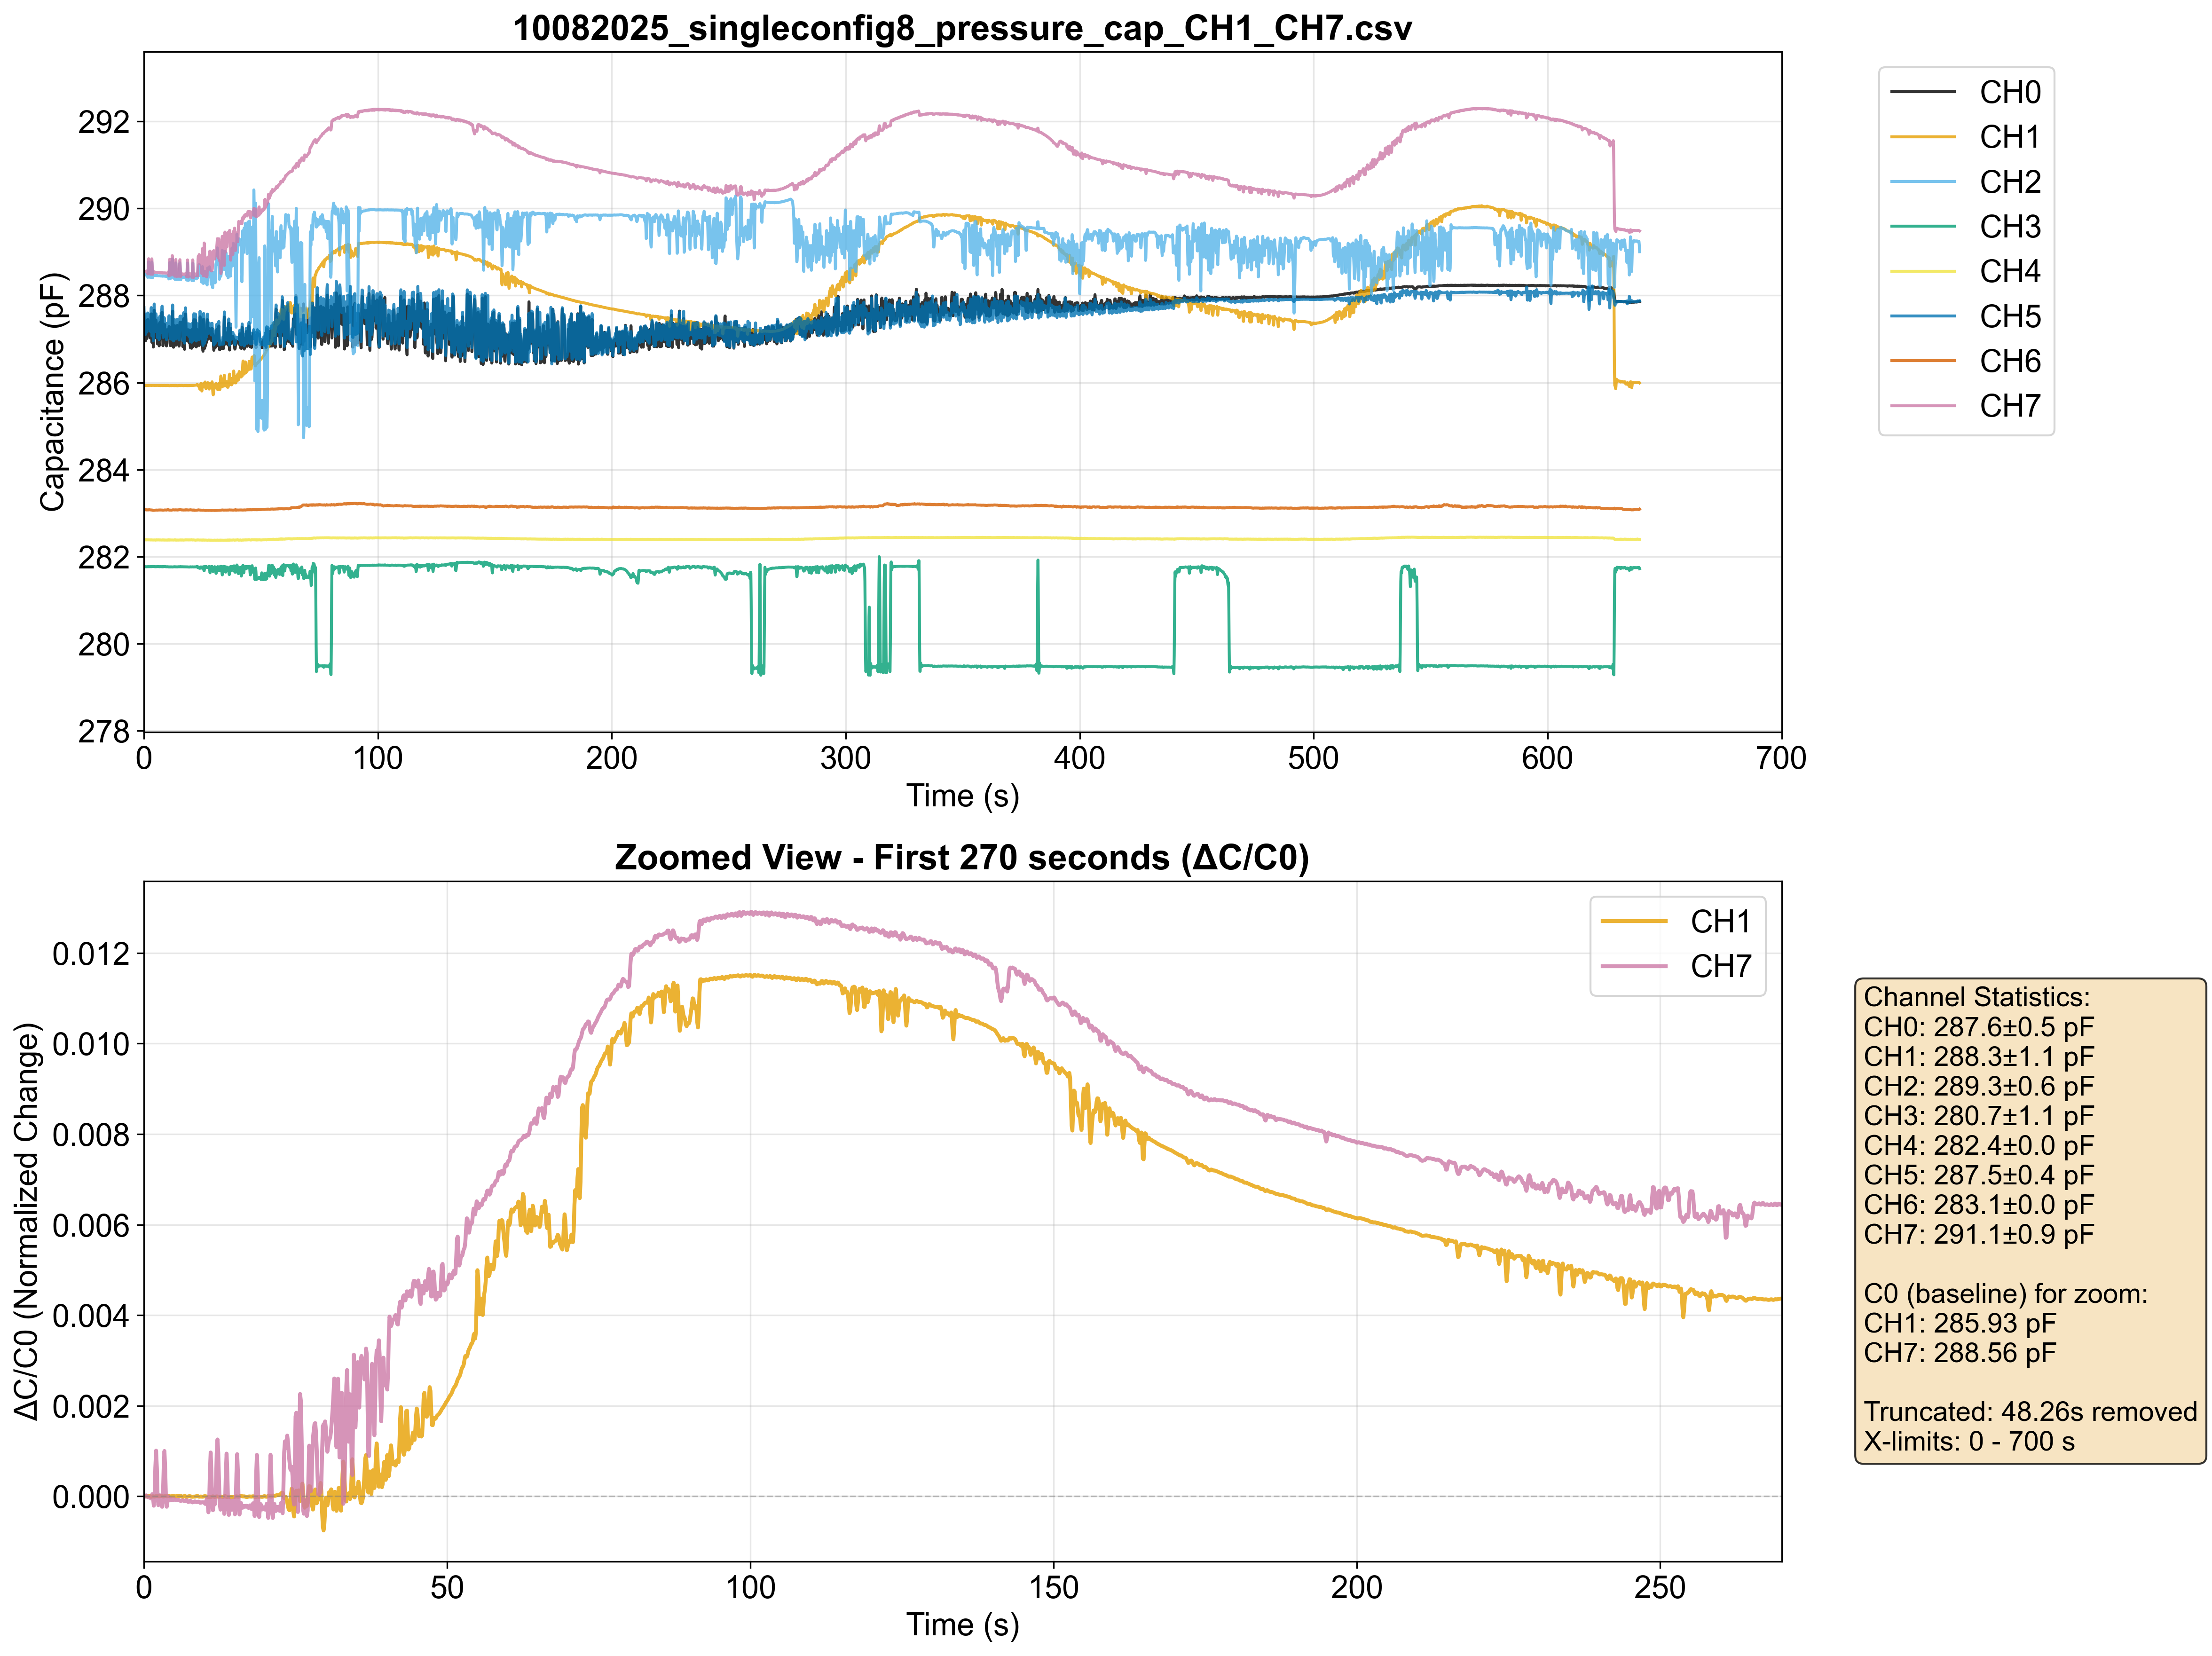 10082025_singleconfig8_pressure_cap_CH1_CH7.csv
Capacitance (pF)
292
290
288
286
284
282
280
278
0
100
200
300
400
500
600
700
Time (s)
CH0
CH1
CH2
CH3
CH4
CH5
CH6
CH7
Zoomed View - First 270 seconds (ΔC/C0)
ΔC/C0 (Normalized Change)
0.012
0.010
0.008
0.006
0.004
0.002
0.000
0
50
100
150
200
250
Time (s)
CH1
CH7
Channel Statistics:
CH0: 287.6±0.5 pF
CH1: 288.3±1.1 pF
CH2: 289.3±0.6 pF
CH3: 280.7±1.1 pF
CH4: 282.4±0.0 pF
CH5: 287.5±0.4 pF
CH6: 283.1±0.0 pF
CH7: 291.1±0.9 pF
C0 (baseline) for zoom:
CH1: 285.93 pF
CH7: 288.56 pF
Truncated: 48.26s removed
X-limits: 0 - 700 s